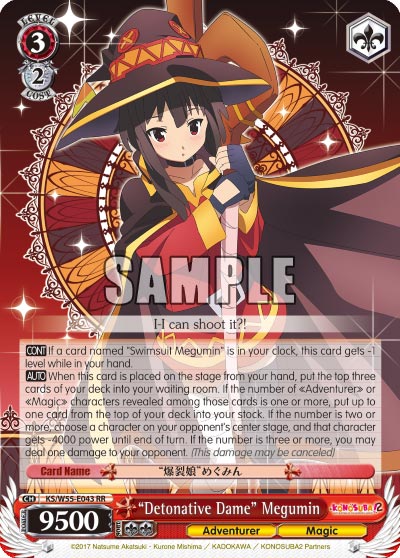 LEVEL
3
2
COST
SAMPLE
I-I can shoot it?!
CONT If a card named "Swimsuit Megumin" is in your clock, this card gets -1
level while in your hand.
AUTO When this card is placed on the stage from your hand, put the top three
cards of your deck into your waiting room. If the number of «Adventurer» or
«Magic» characters revealed among those cards is one or more, put up to
one card from the top of your deck into your stock. If the number is two or
more, choose a character on your opponent's center stage, and that character
gets -4000 power until end of turn. If the number is three or more, you may
deal one damage to your opponent. (This damage may be canceled)
Card Name
"爆裂娘"めぐみん
CH KS/W55-E043 RR
POWER
9500
SOUL
"Detonative Dame" Megumin
KONOSUBA 2
Adventurer
Magic
©2017 Natsume Akatsuki・Kurone Mishima / KADOKAWA / KONOSUBA2 Partners